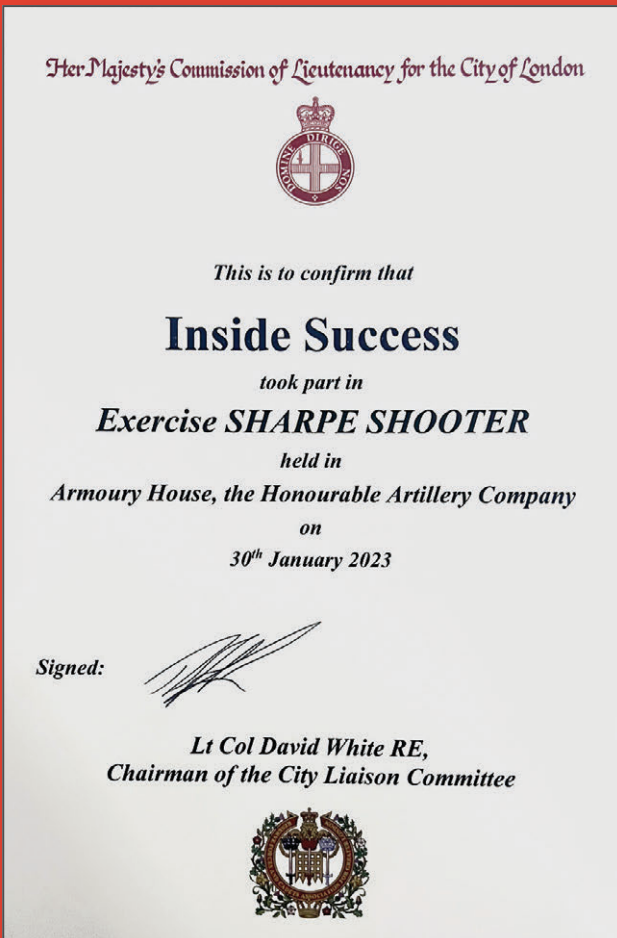 Her Majesty's Commission of Lieutenancy for the City of London
DOMINE DIRIGE NOS
This is to confirm that
Inside Success
took part in
Exercise SHARPE SHOOTER
held in
Armoury House, the Honourable Artillery Company
on
30th January 2023
Signed:
Lt Col David White RE,
Chairman of the City Liaison Committee